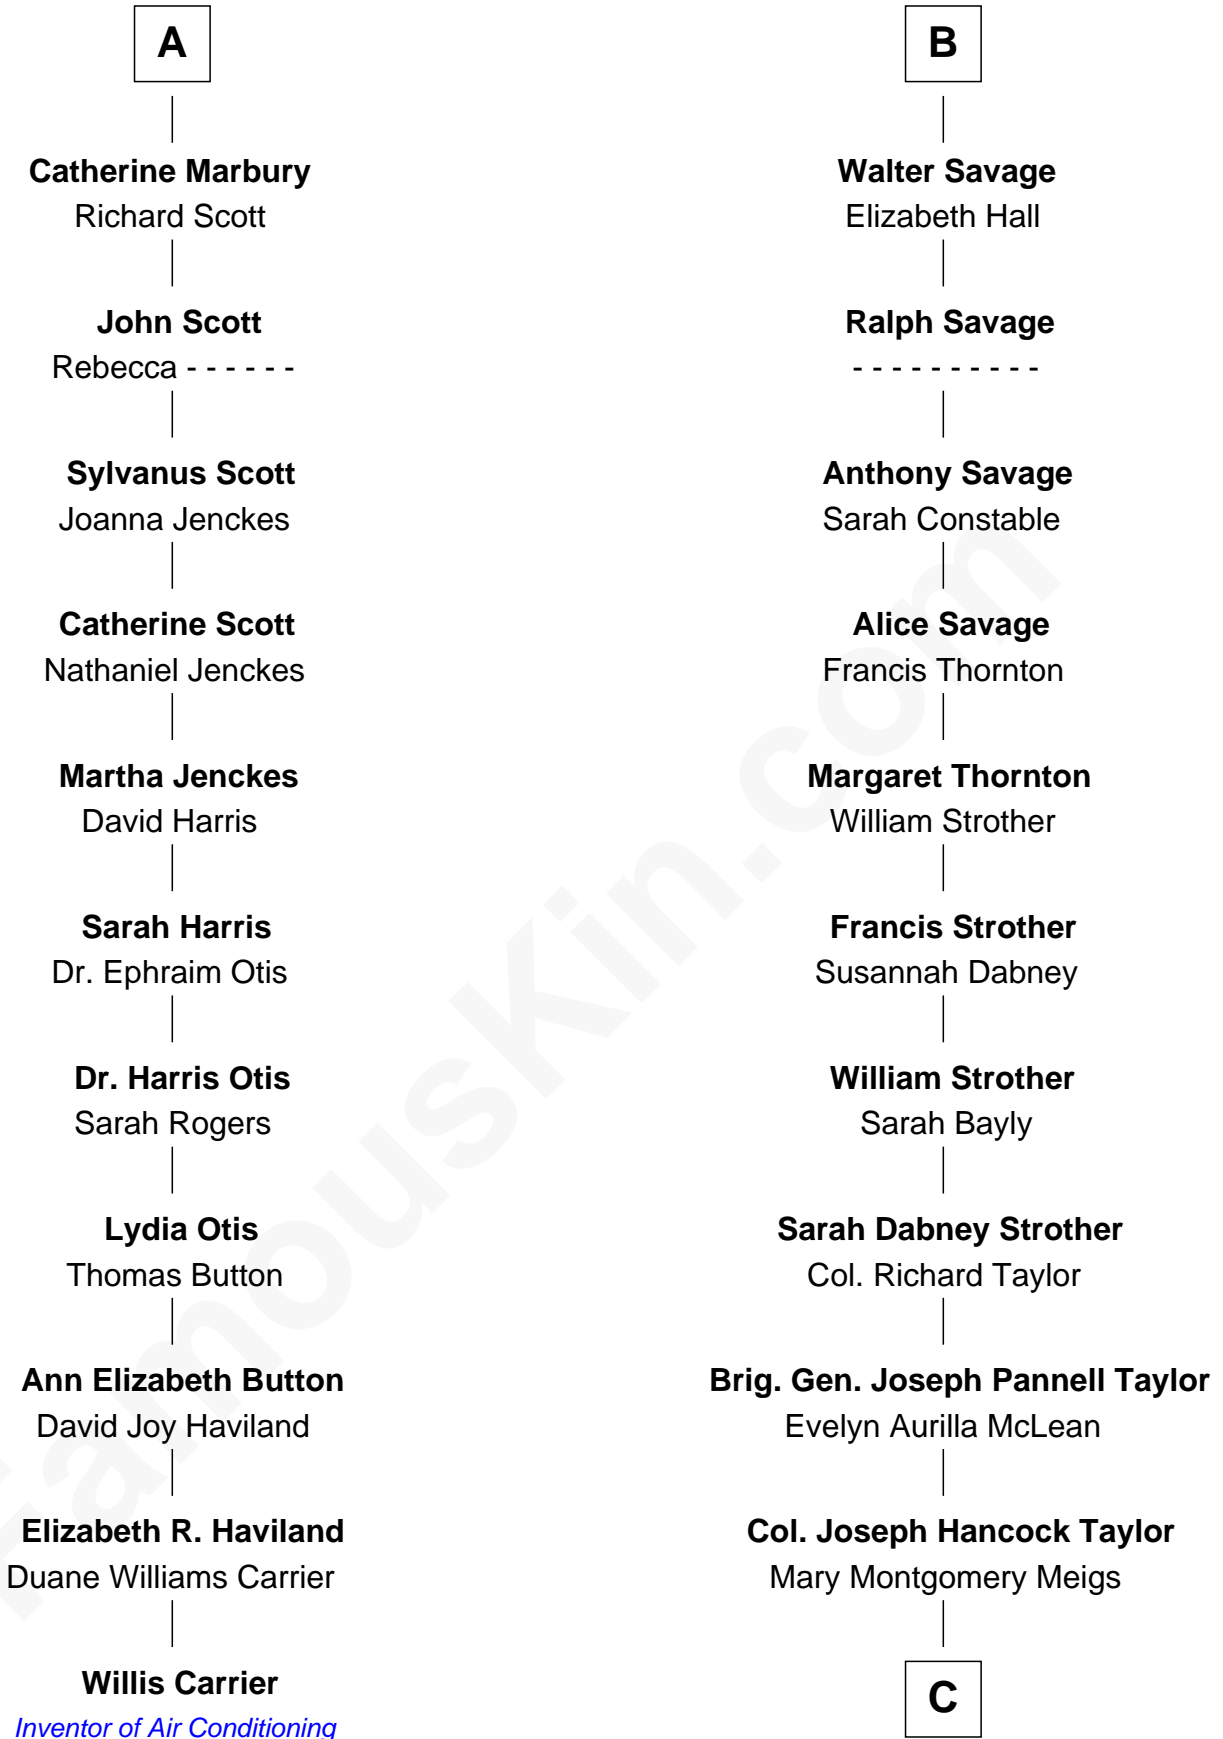 A
Catherine Marbury
Richard Scott
John Scott
Rebecca - - - - - -
Sylvanus Scott
Joanna Jenckes
Catherine Scott
Nathaniel Jenckes
Martha Jenckes
David Harris
Sarah Harris
Dr. Ephraim Otis
Dr. Harris Otis
Sarah Rogers
Lydia Otis
Thomas Button
Ann Elizabeth Button
David Joy Haviland
Elizabeth R. Haviland
Duane Williams Carrier
Willis Carrier
Inventor of Air Conditioning
B
Walter Savage
Elizabeth Hall
Ralph Savage
- - - - - - - - - -
Anthony Savage
Sarah Constable
Alice Savage
Francis Thornton
Margaret Thornton
William Strother
Francis Strother
Susannah Dabney
William Strother
Sarah Bayly
Sarah Dabney Strother
Col. Richard Taylor
Brig. Gen. Joseph Pannell Taylor
Evelyn Aurilla McLean
Col. Joseph Hancock Taylor
Mary Montgomery Meigs
C
FamousKin.com